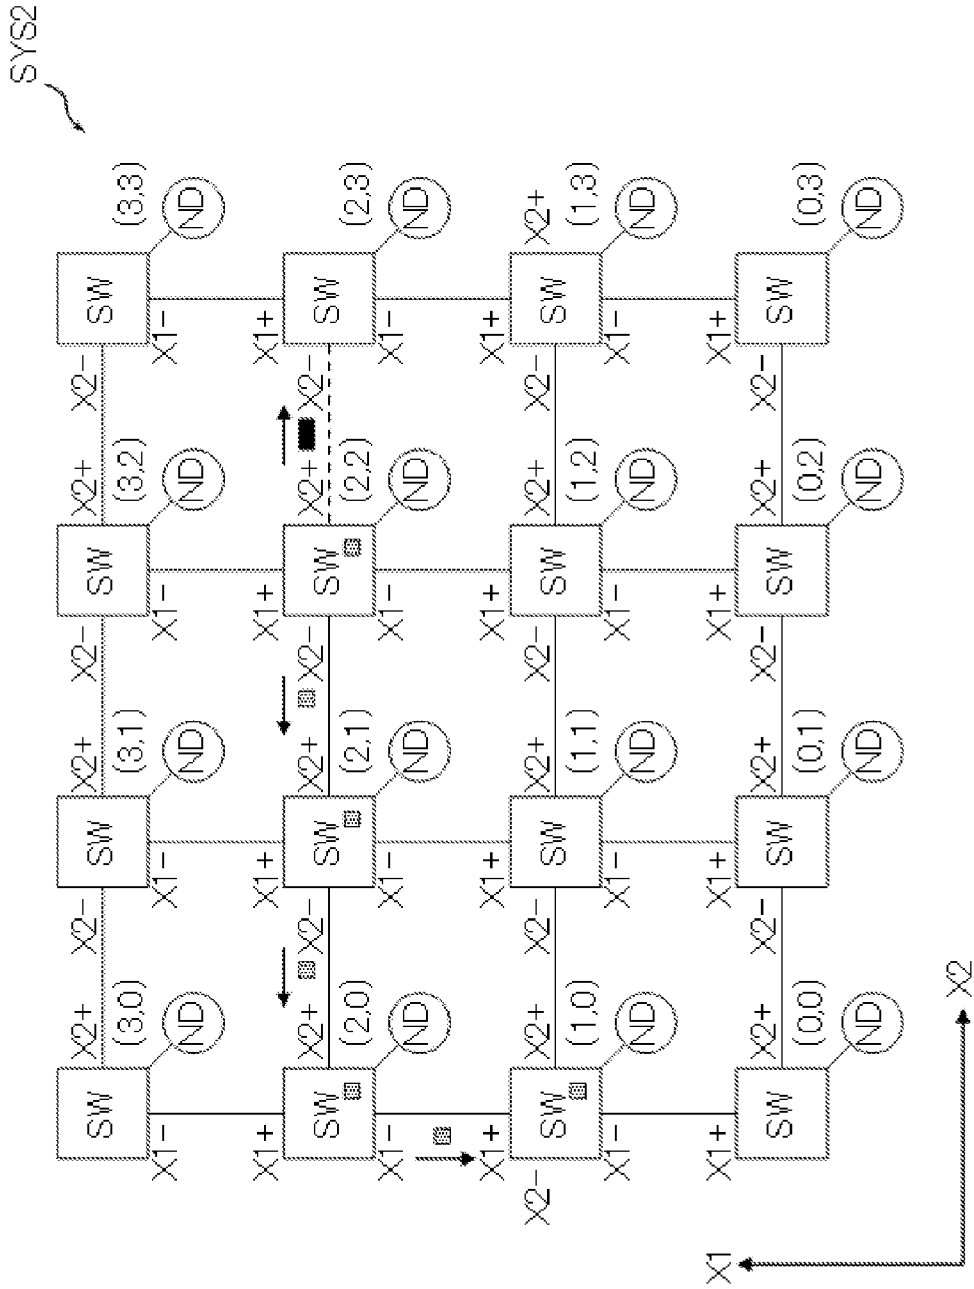 SYS2
SW X2+ X2- SW X2+ X2- SW X2+ X2- SW
(3,0) (3,1) (3,2) (3,3)
X1- ND X1- ND X1- ND X1- ND
X1+ X1+ X1+ X1+
SW X2+ X2- SW X2+ X2- SW X2+ X2- SW
(2,0) (2,1) (2,2) (2,3)
X1- ND X1- ND X1- ND X1- ND
X1+ X1+ X1+ X1+
X2- SW X2+ X2- SW X2+ X2- SW X2+ X2- SW X2+
(1,0) (1,1) (1,2) (1,3)
X1- ND X1- ND X1- ND X1- ND
X1 X1+ X1+ X1+ X1+
SW X2+ X2- SW X2+ X2- SW X2+ X2- SW
(0,0) (0,1) (0,2) (0,3)
ND ND ND ND
X2